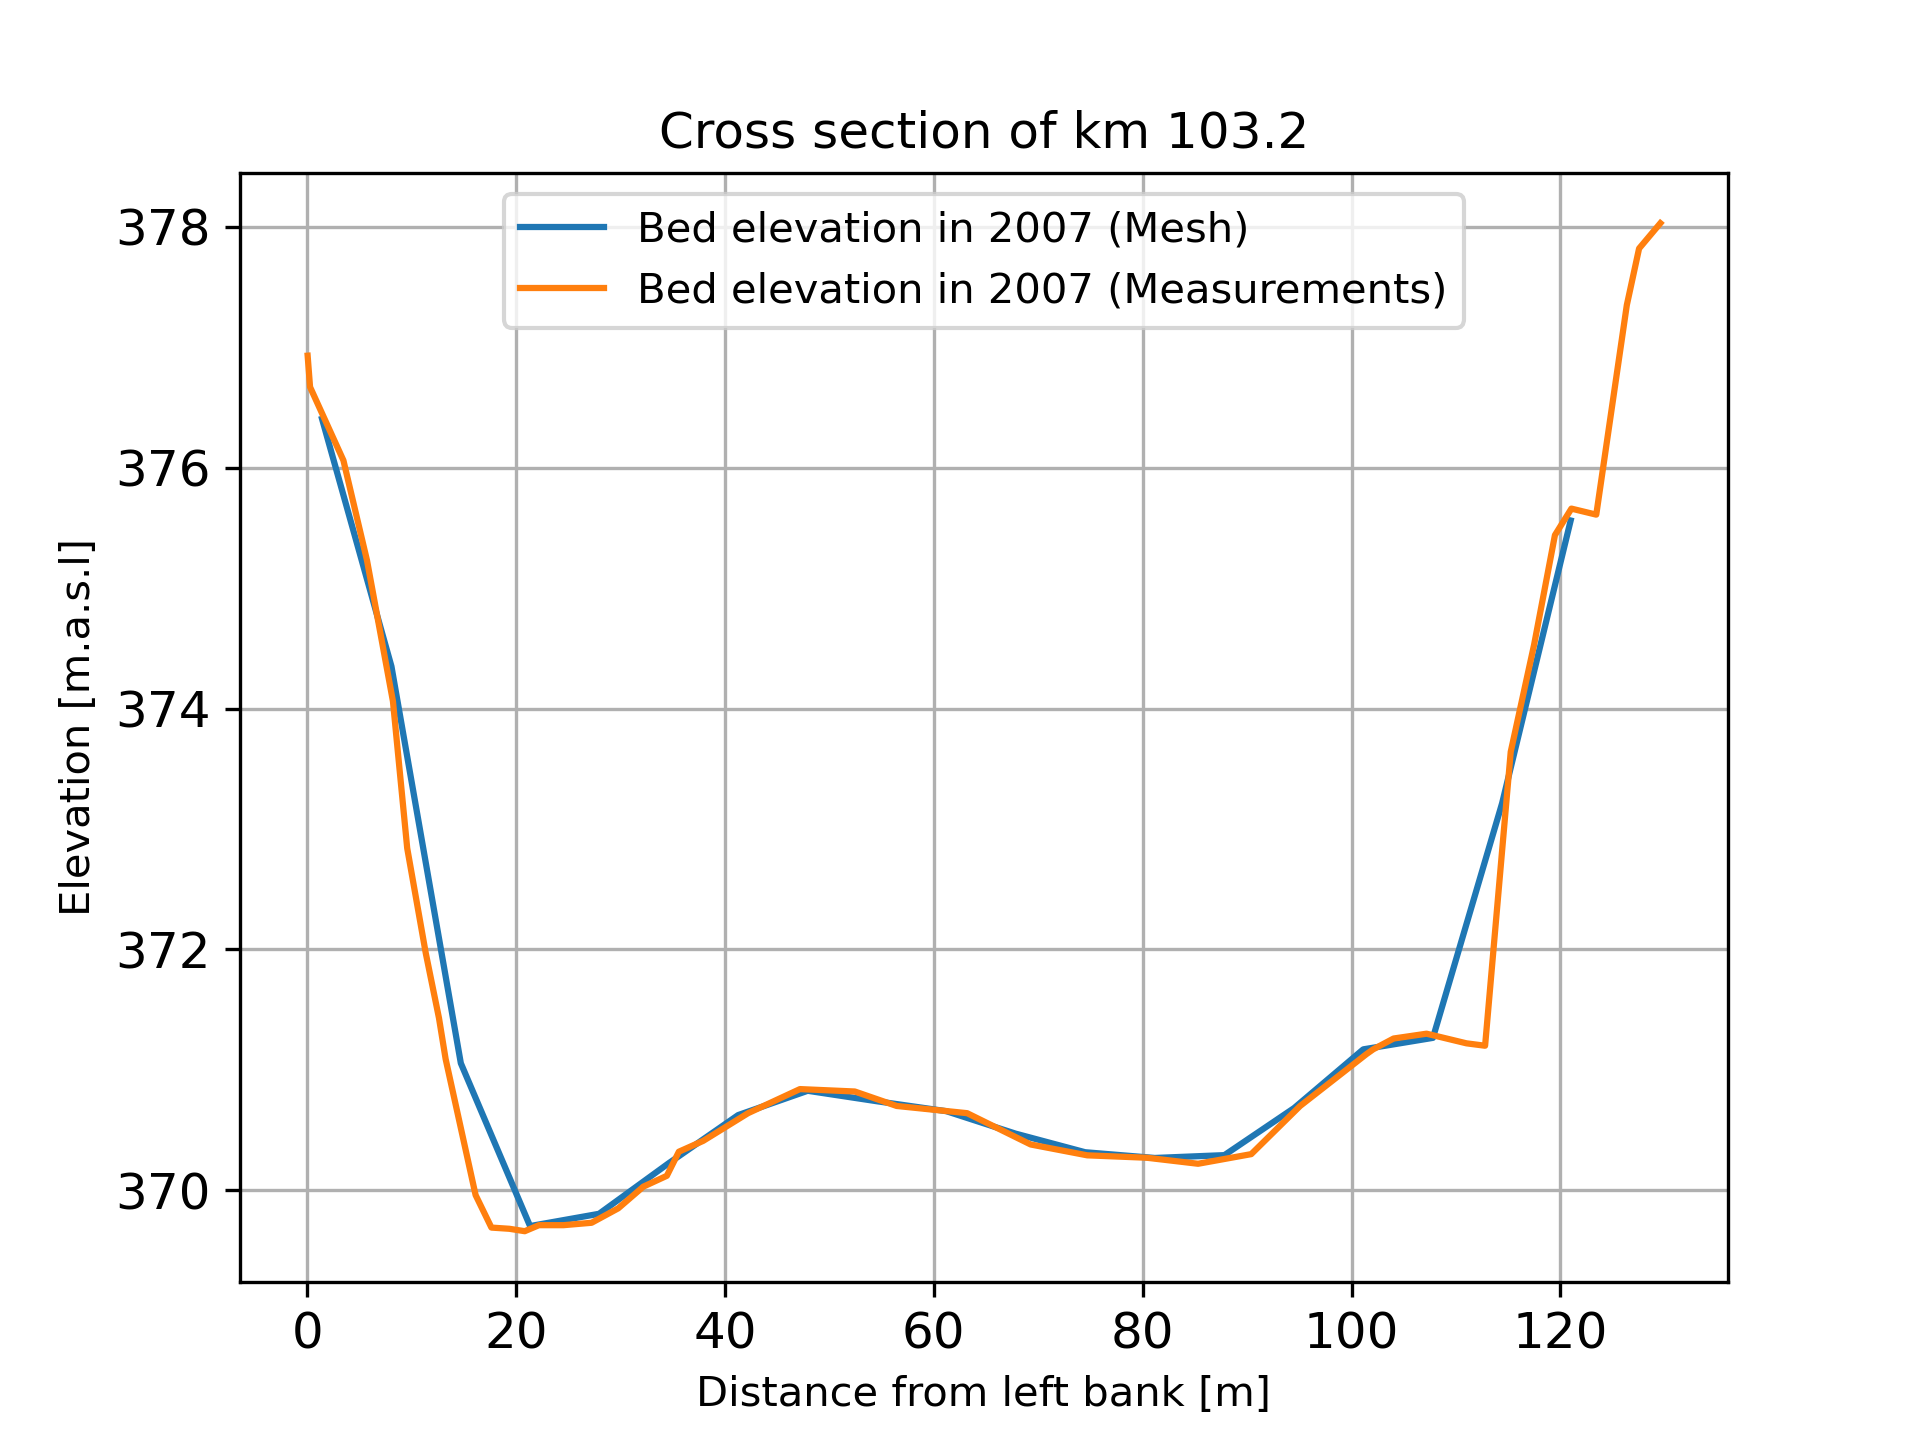 Cross section of km 103.2
Bed elevation in 2007 (Mesh)
Bed elevation in 2007 (Measurements)
378
376
374
372
370
Elevation [m.a.s.l]
0 20 40 60 80 100 120
Distance from left bank [m]